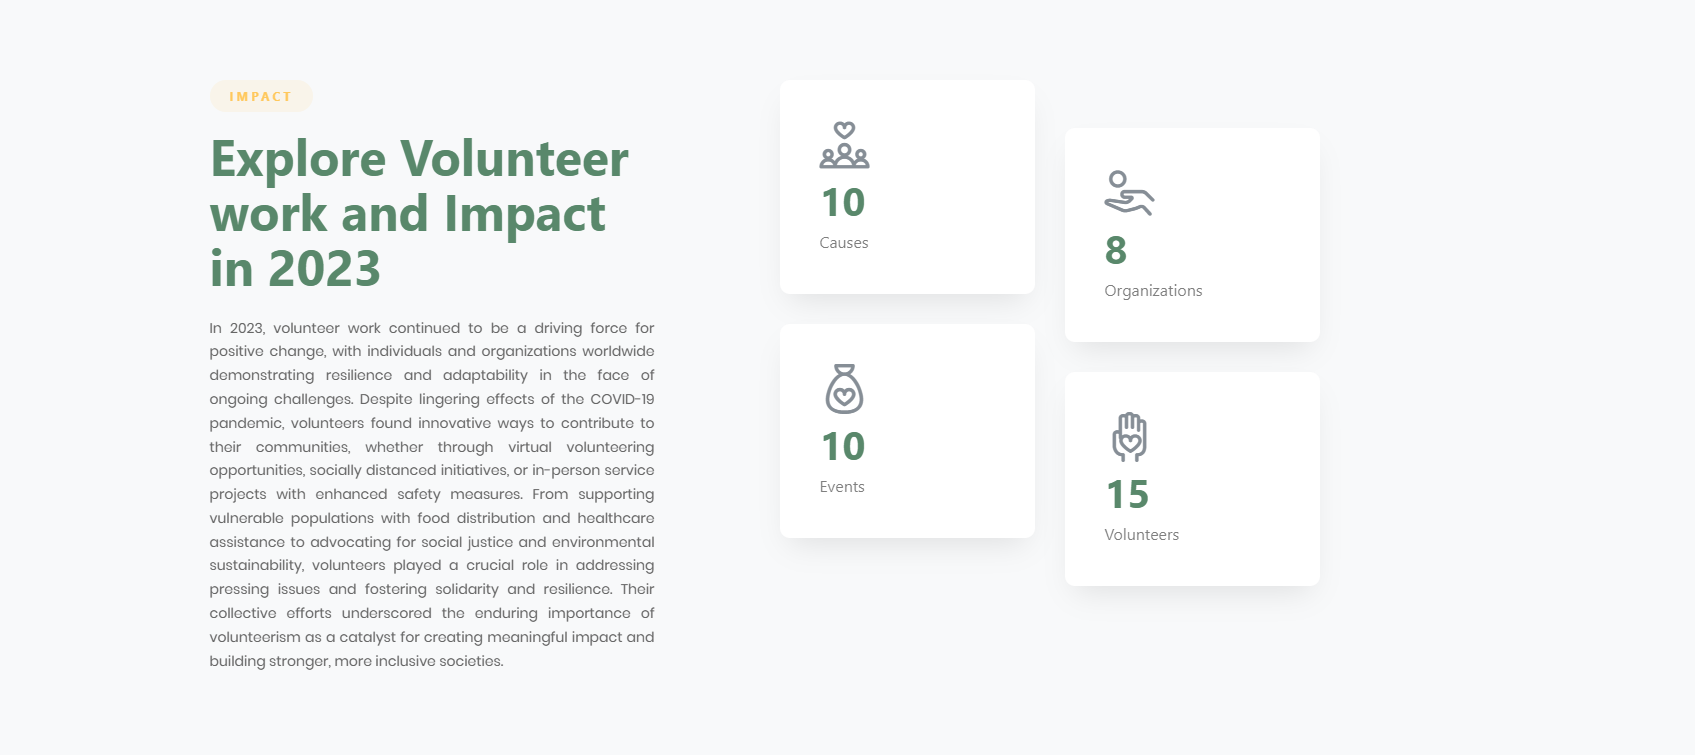 IMPACT
Explore Volunteer
work and Impact
in 2023
In 2023, volunteer work continued to be a driving force for
positive change, with individuals and organizations worldwide
demonstrating resilience and adaptability in the face of
ongoing challenges. Despite lingering effects of the COVID-19
pandemic, volunteers found innovative ways to contribute to
their communities, whether through virtual volunteering
opportunities, socially distanced initiatives, or in-person service
projects with enhanced safety measures. From supporting
vulnerable populations with food distribution and healthcare
assistance to advocating for social justice and environmental
sustainability, volunteers played a crucial role in addressing
pressing issues and fostering solidarity and resilience. Their
collective efforts underscored the enduring importance of
volunteerism as a catalyst for creating meaningful impact and
building stronger, more inclusive societies.
10
Causes
8
Organizations
10
Events
15
Volunteers